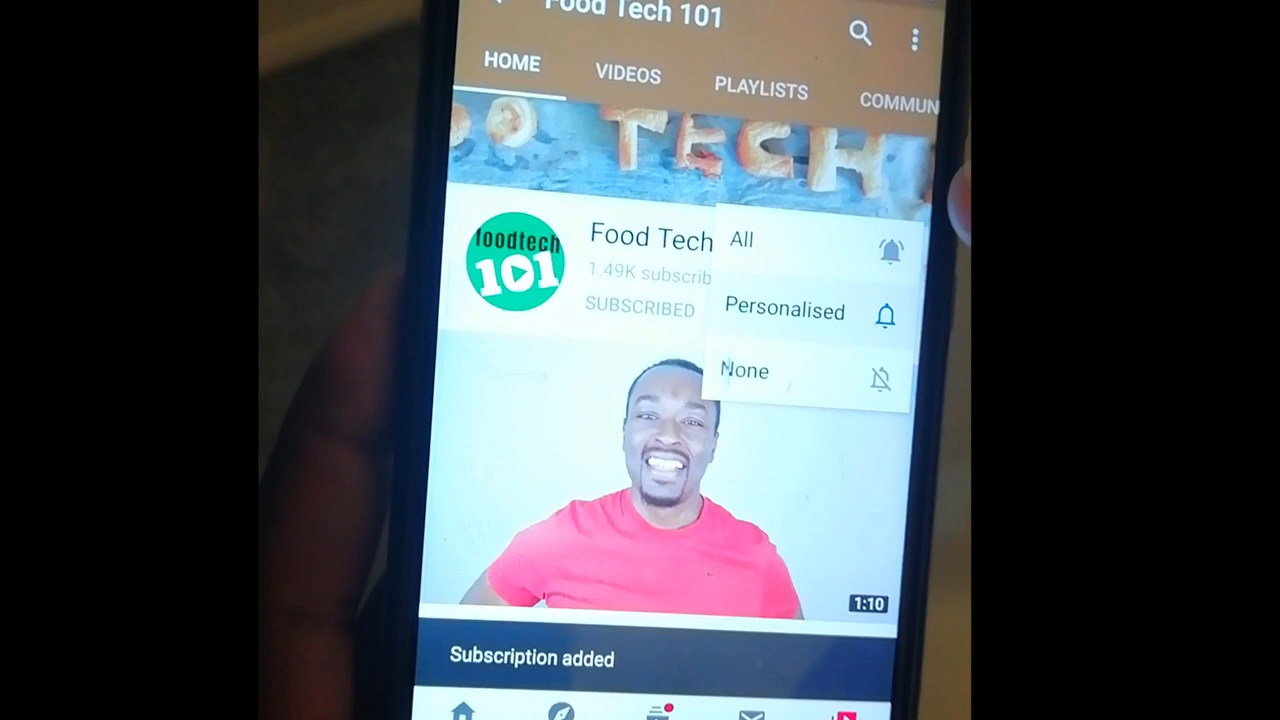 Food Tech 101
HOME VIDEOS PLAYLISTS COMMUN
OO TECH
foodtech
101
Food Tech
1.49K subscrib
SUBSCRIBED
All
Personalised
None
1:10
Subscription added